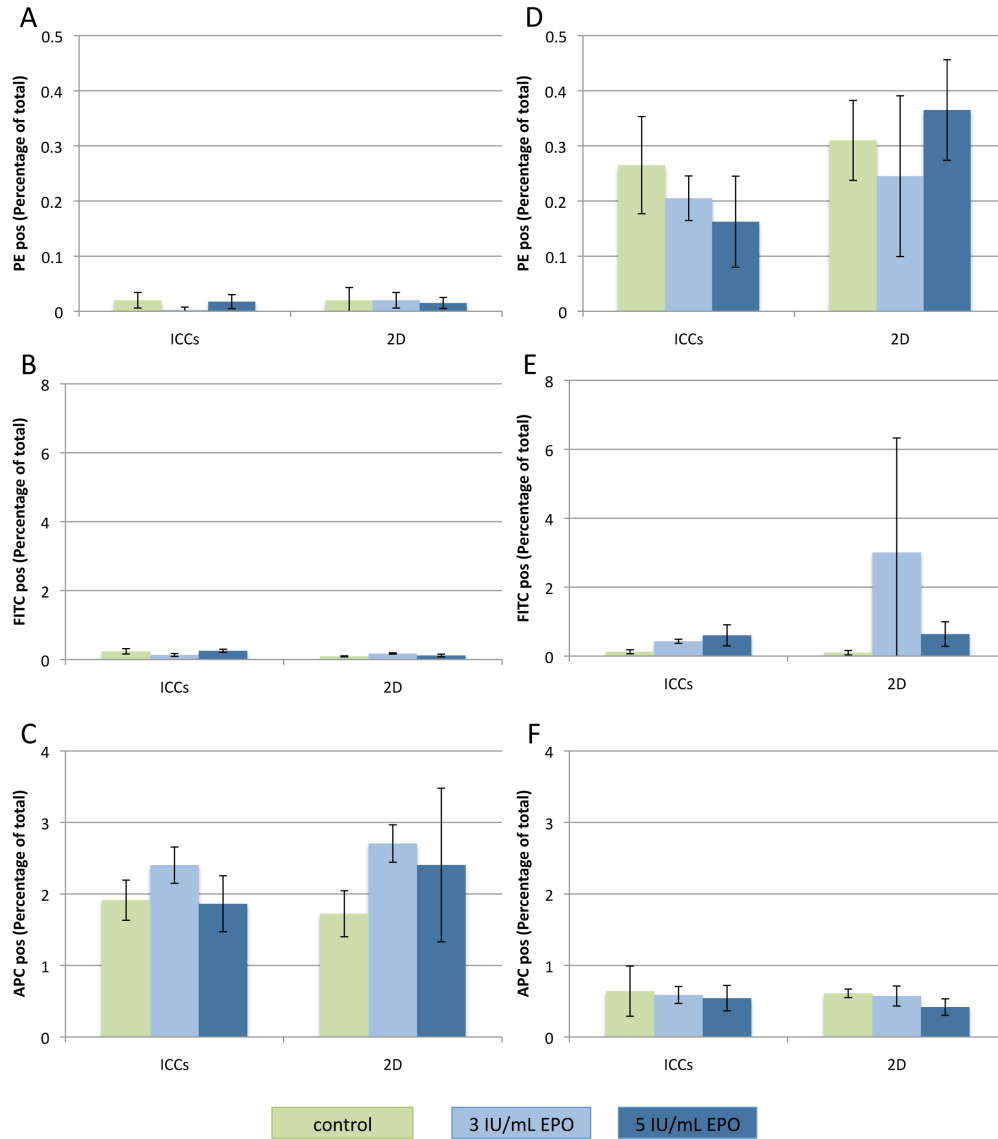 A
PE pos (Percentage of total)
0.5
0.4
0.3
0.2
0.1
0
ICCs 2D
D
PE pos (Percentage of total)
0.5
0.4
0.3
0.2
0.1
0
ICCs 2D
B
FITC pos (Percentage of total)
8
6
4
2
0
ICCs 2D
E
FITC pos (Percentage of total)
8
6
4
2
0
ICCs 2D
C
APC pos (Percentage of total)
4
3
2
1
0
ICCs 2D
F
APC pos (Percentage of total)
4
3
2
1
0
ICCs 2D
control 3 IU/mL EPO 5 IU/mL EPO